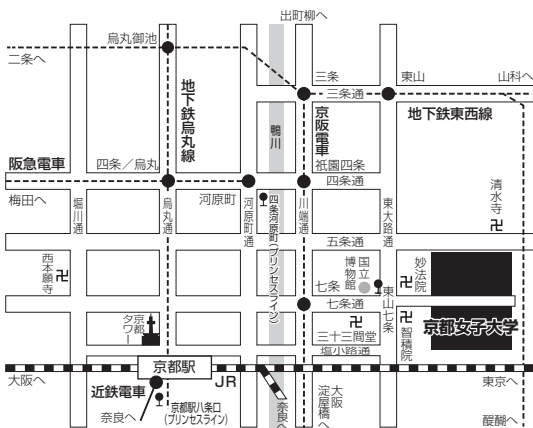 出町柳へ
烏丸御池
二条へ
三条
東山
山科へ
三条通
地下鉄烏丸線
京阪電車
地下鉄東西線
鴨川
阪急電車
四条／烏丸
祇園四条
四条通
梅田へ
堀川通
烏丸通
河原町
河原町通
四条河原町(プリンセスライン)
川端通
東大路通
清水寺
五条通
西本願寺
七条
国立
博物館
妙法院
東山七条
七条通
京都
タワー
三十三間堂
智積院
京都女子大学
塩小路通
京都駅
大阪へ
JR
東京へ
近鉄電車
奈良へ
京都駅八条口
(プリンセスライン)
奈良へ
大阪
淀屋橋へ
醍醐へ